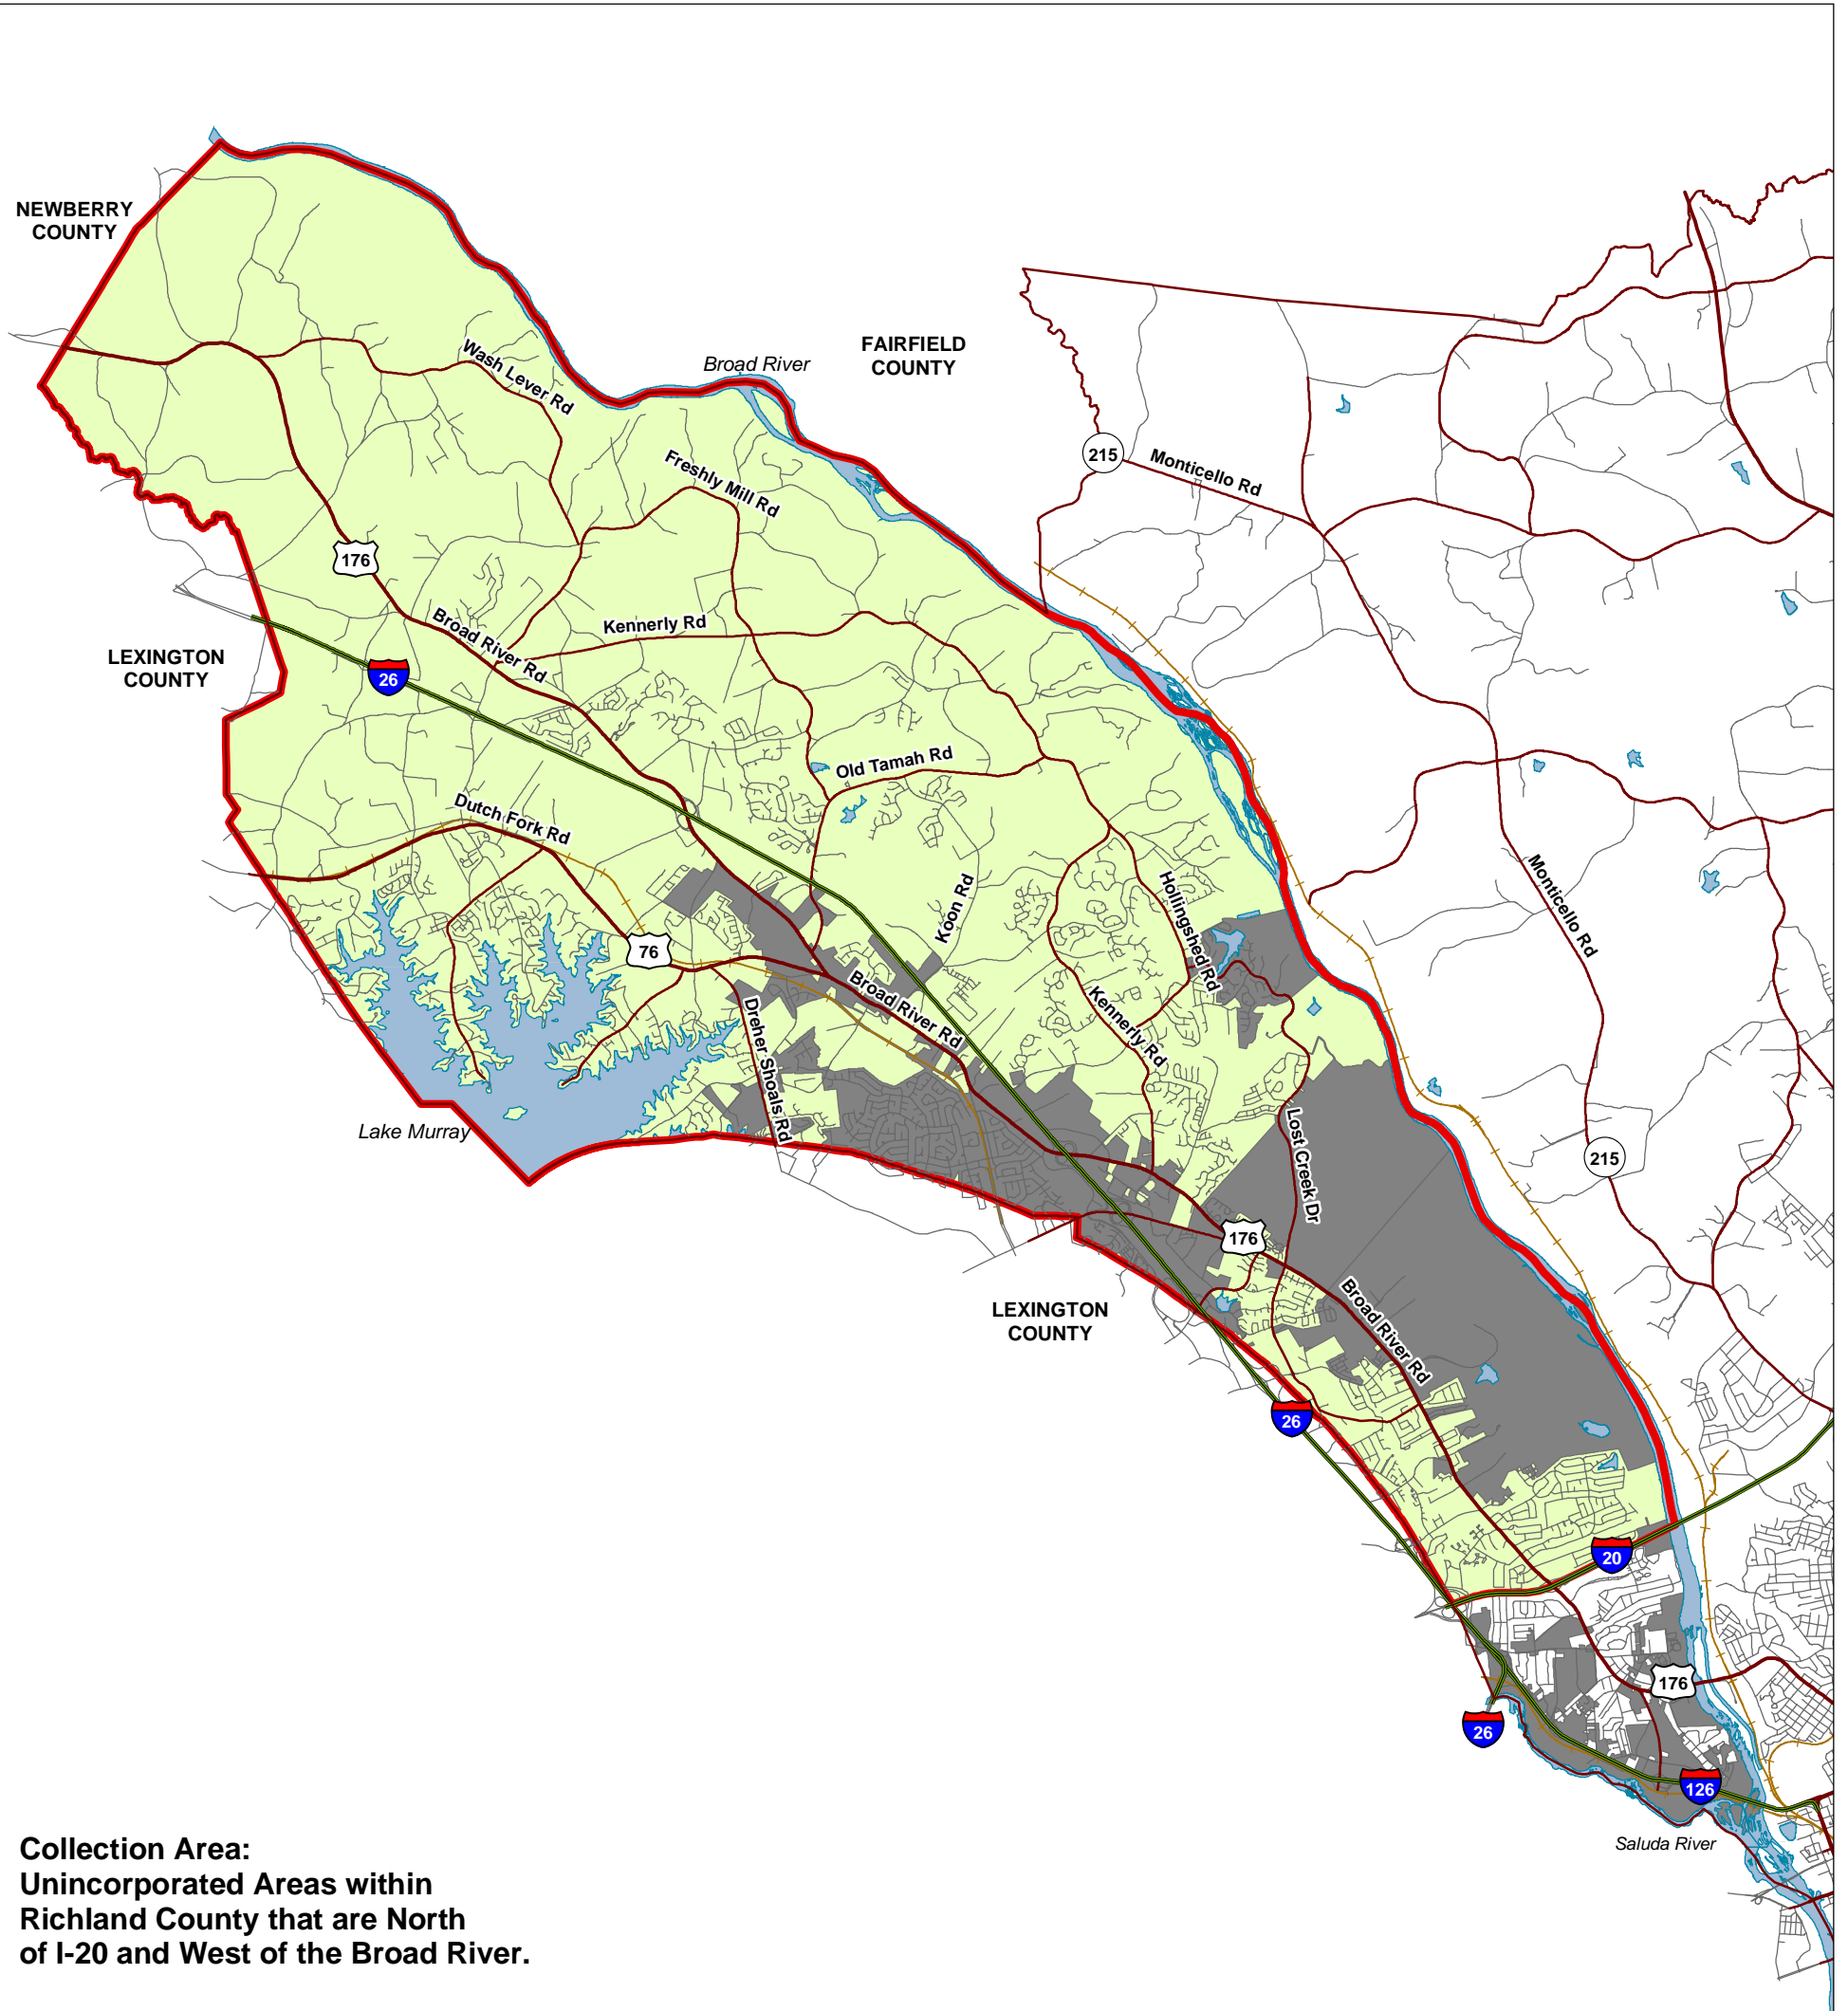 NEWBERRY
COUNTY
FAIRFIELD
COUNTY
Broad River
Wash Lever Rd
215
Monticello Rd
Freshly Mill Rd
176
Broad River Rd
Kennerly Rd
LEXINGTON
COUNTY
26
Old Tamah Rd
Dutch Fork Rd
Monticello Rd
Koon Rd
Hollingshed Rd
76
Broad River Rd
Kennerly Rd
Dreher Shoals Rd
Lake Murray
Lost Creek Dr
215
176
LEXINGTON
COUNTY
Broad River Rd
26
20
176
26
126
Saluda River
Collection Area:
Unincorporated Areas within
Richland County that are North
of I-20 and West of the Broad River.